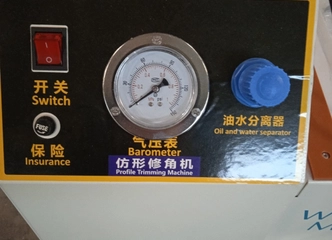 开关
Switch
Fuse
保险
Insurance
气压表
Barometer
仿形修角机
Profile Trimming Machine
油水分离器
Oil and water separator
W